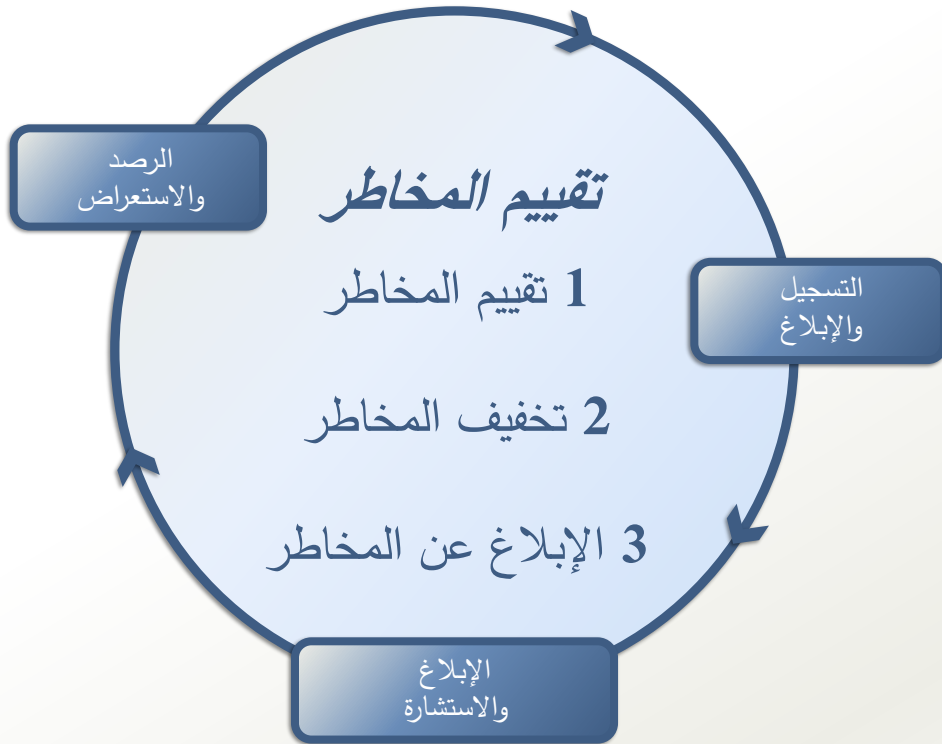 الرصد
والاستعراض
تقييم المخاطر
1 تقييم المخاطر
التسجيل
والإبلاغ
2 تخفيف المخاطر
3 الإبلاغ عن المخاطر
الإبلاغ
والاستشارة